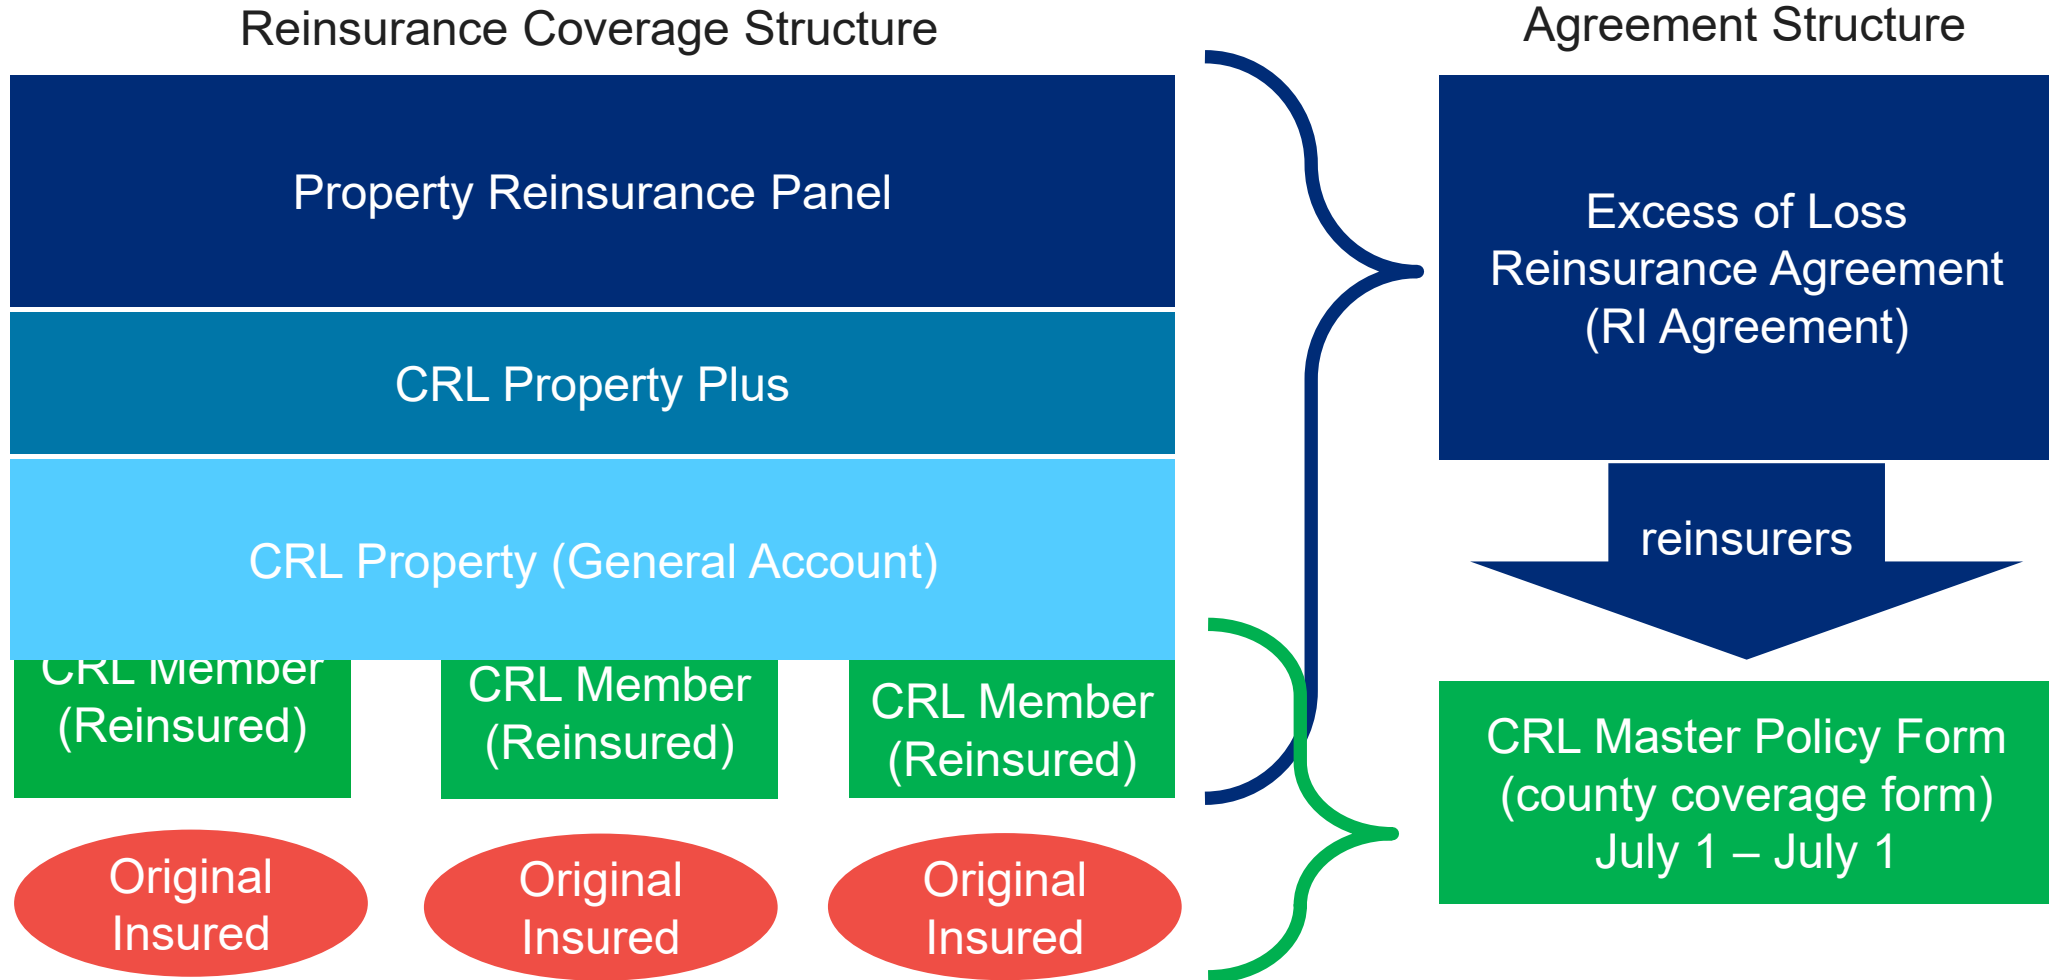 Reinsurance Coverage Structure
Property Reinsurance Panel
CRL Property Plus
CRL Property (General Account)
CRL Member
(Reinsured)
CRL Member
(Reinsured)
CRL Member
(Reinsured)
Original
Insured
Original
Insured
Original
Insured
Agreement Structure
Excess of Loss
Reinsurance Agreement
(RI Agreement)
reinsurers
CRL Master Policy Form
(county coverage form)
July 1 – July 1